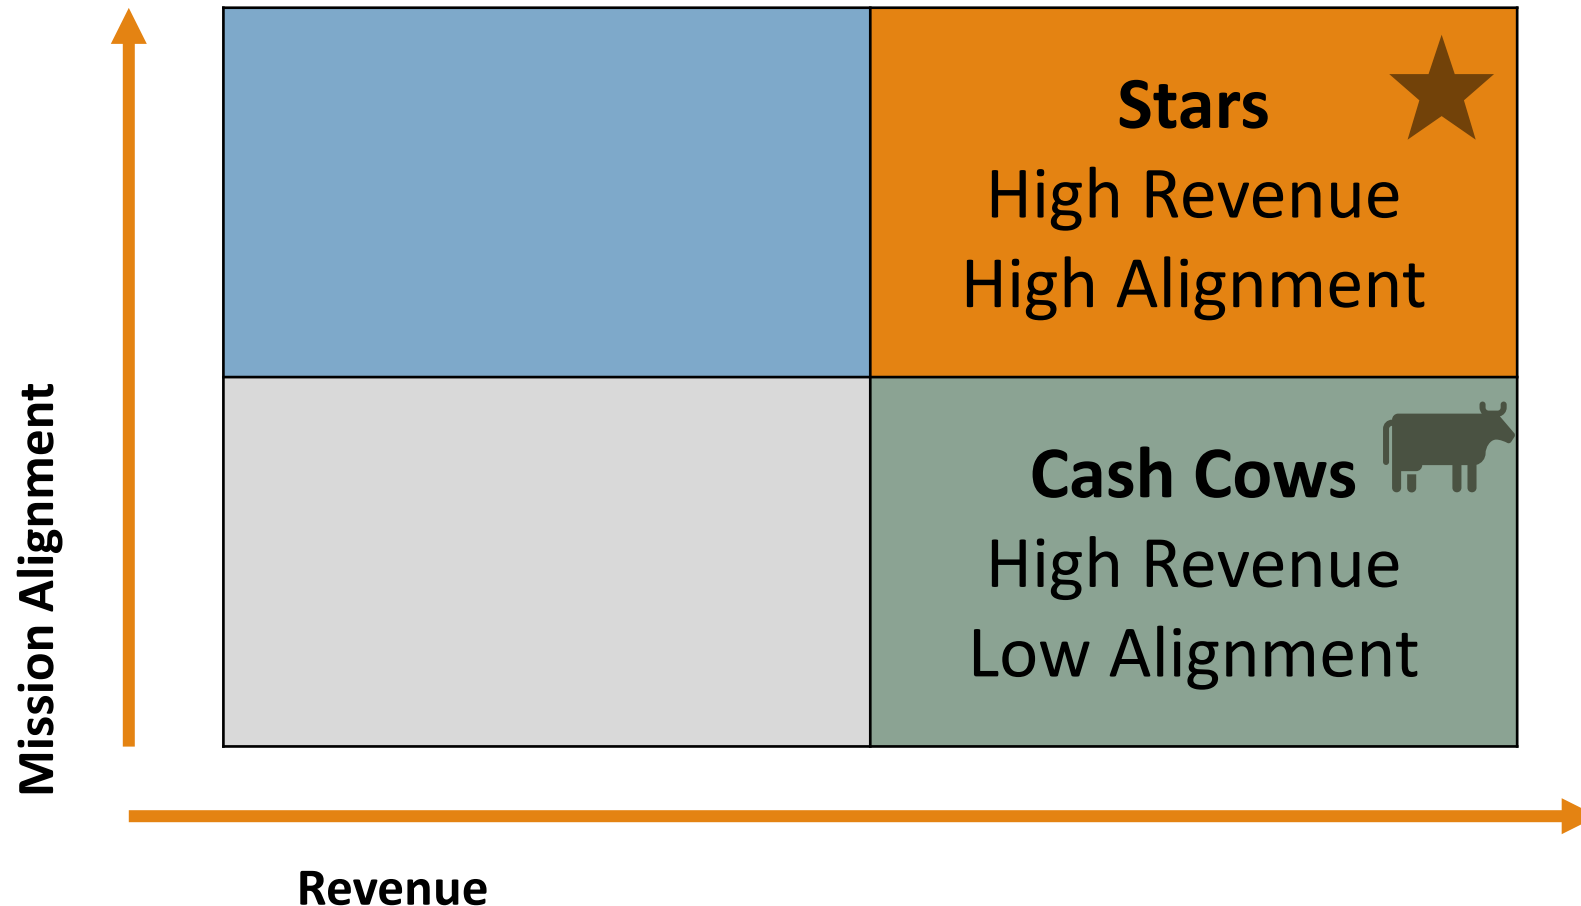 Stars
High Revenue
High Alignment
Cash Cows
High Revenue
Low Alignment
Mission Alignment
Revenue